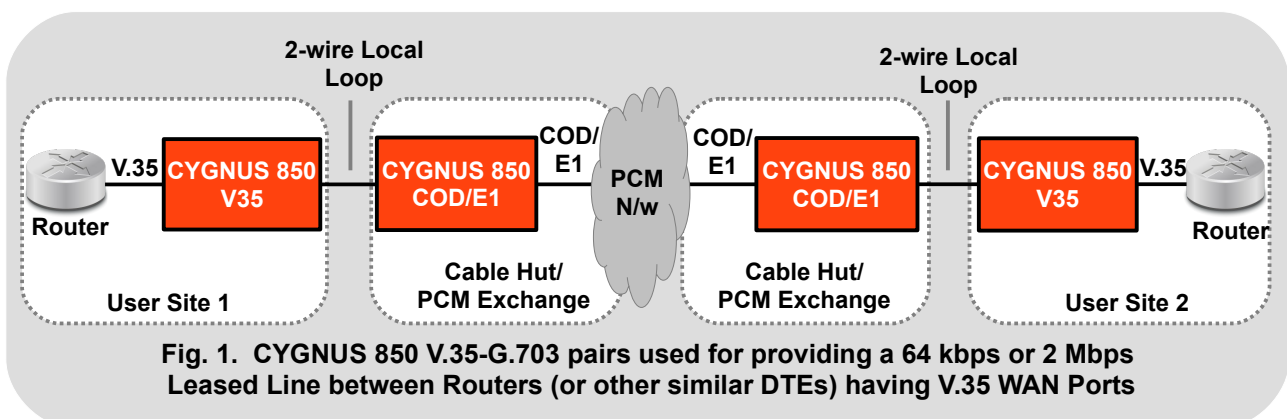 2-wire Local
Loop
2-wire Local
Loop
V.35
CYGNUS 850
V35
CYGNUS 850
COD/E1
COD/
E1
PCM
N/w
COD/
E1
CYGNUS 850
COD/E1
CYGNUS 850
V35
V.35
Router
Router
Cable Hut/
PCM Exchange
Cable Hut/
PCM Exchange
User Site 1
User Site 2
Fig. 1. CYGNUS 850 V.35-G.703 pairs used for providing a 64 kbps or 2 Mbps
Leased Line between Routers (or other similar DTEs) having V.35 WAN Ports